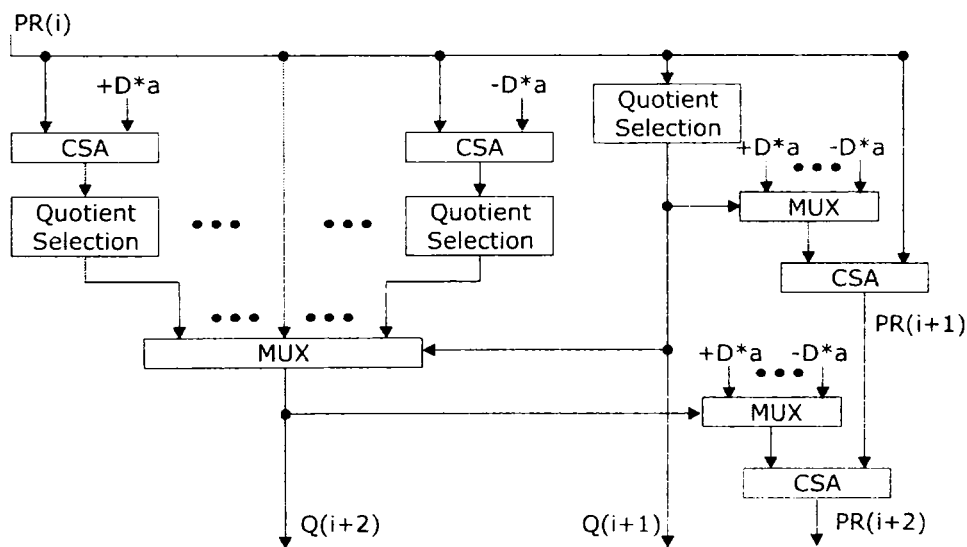 PR(i)
+D*a
-D*a
Quotient
Selection
CSA
CSA
+D*a
-D*a
Quotient
Selection
Quotient
Selection
MUX
CSA
PR(i+1)
MUX
+D*a
-D*a
MUX
CSA
Q(i+2)
Q(i+1)
PR(i+2)